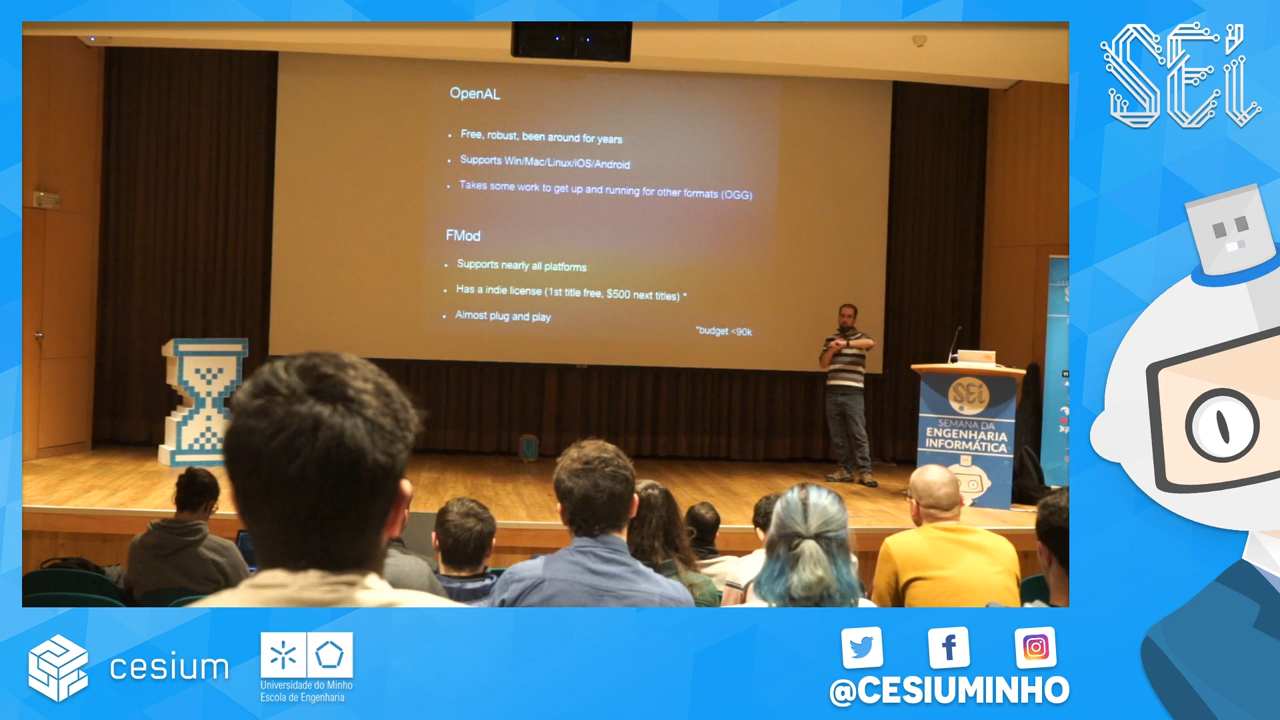 SEi
OpenAL
• Free, robust, been around for years
• Supports Win/Mac/Linux/iOS/Android
• Takes some work to get up and running for other formats (OGG)
FMod
• Supports nearly all platforms
• Has a indie license (1st title free, $500 next titles) *
• Almost plug and play
*budget <90k
SEi
SEMANA DA
ENGENHARIA
INFORMÁTICA
cesium
Universidade do Minho
Escola de Engenharia
@CESIUMINHO